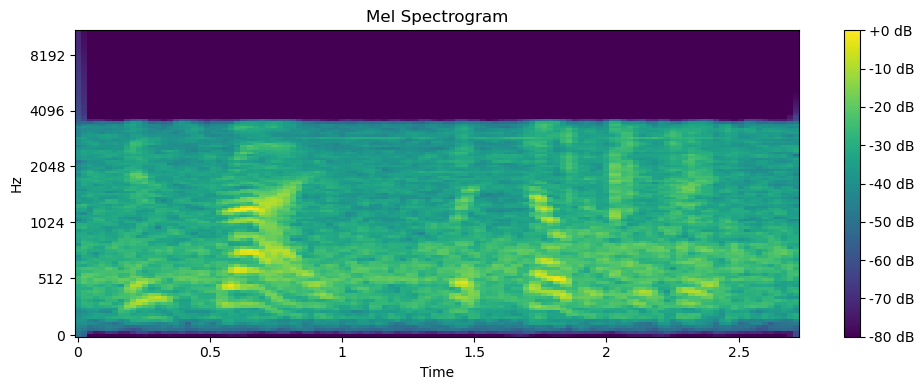 Mel Spectrogram
8192
4096
2048
1024
512
0
Hz
0
0.5
1
1.5
2
2.5
Time
+0 dB
-10 dB
-20 dB
-30 dB
-40 dB
-50 dB
-60 dB
-70 dB
-80 dB